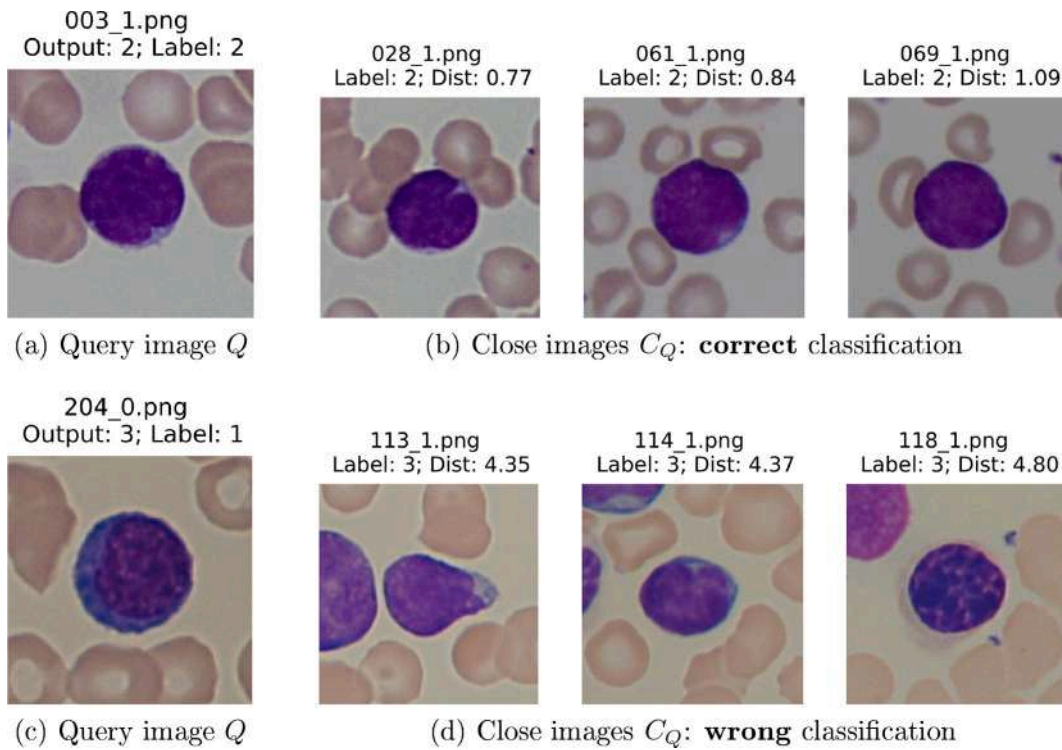 003_1.png
Output: 2; Label: 2
028_1.png
Label: 2; Dist: 0.77
061_1.png
Label: 2; Dist: 0.84
069_1.png
Label: 2; Dist: 1.09
(a) Query image Q
(b) Close images C_Q: correct classification
204_0.png
Output: 3; Label: 1
113_1.png
Label: 3; Dist: 4.35
114_1.png
Label: 3; Dist: 4.37
118_1.png
Label: 3; Dist: 4.80
(c) Query image Q
(d) Close images C_Q: wrong classification